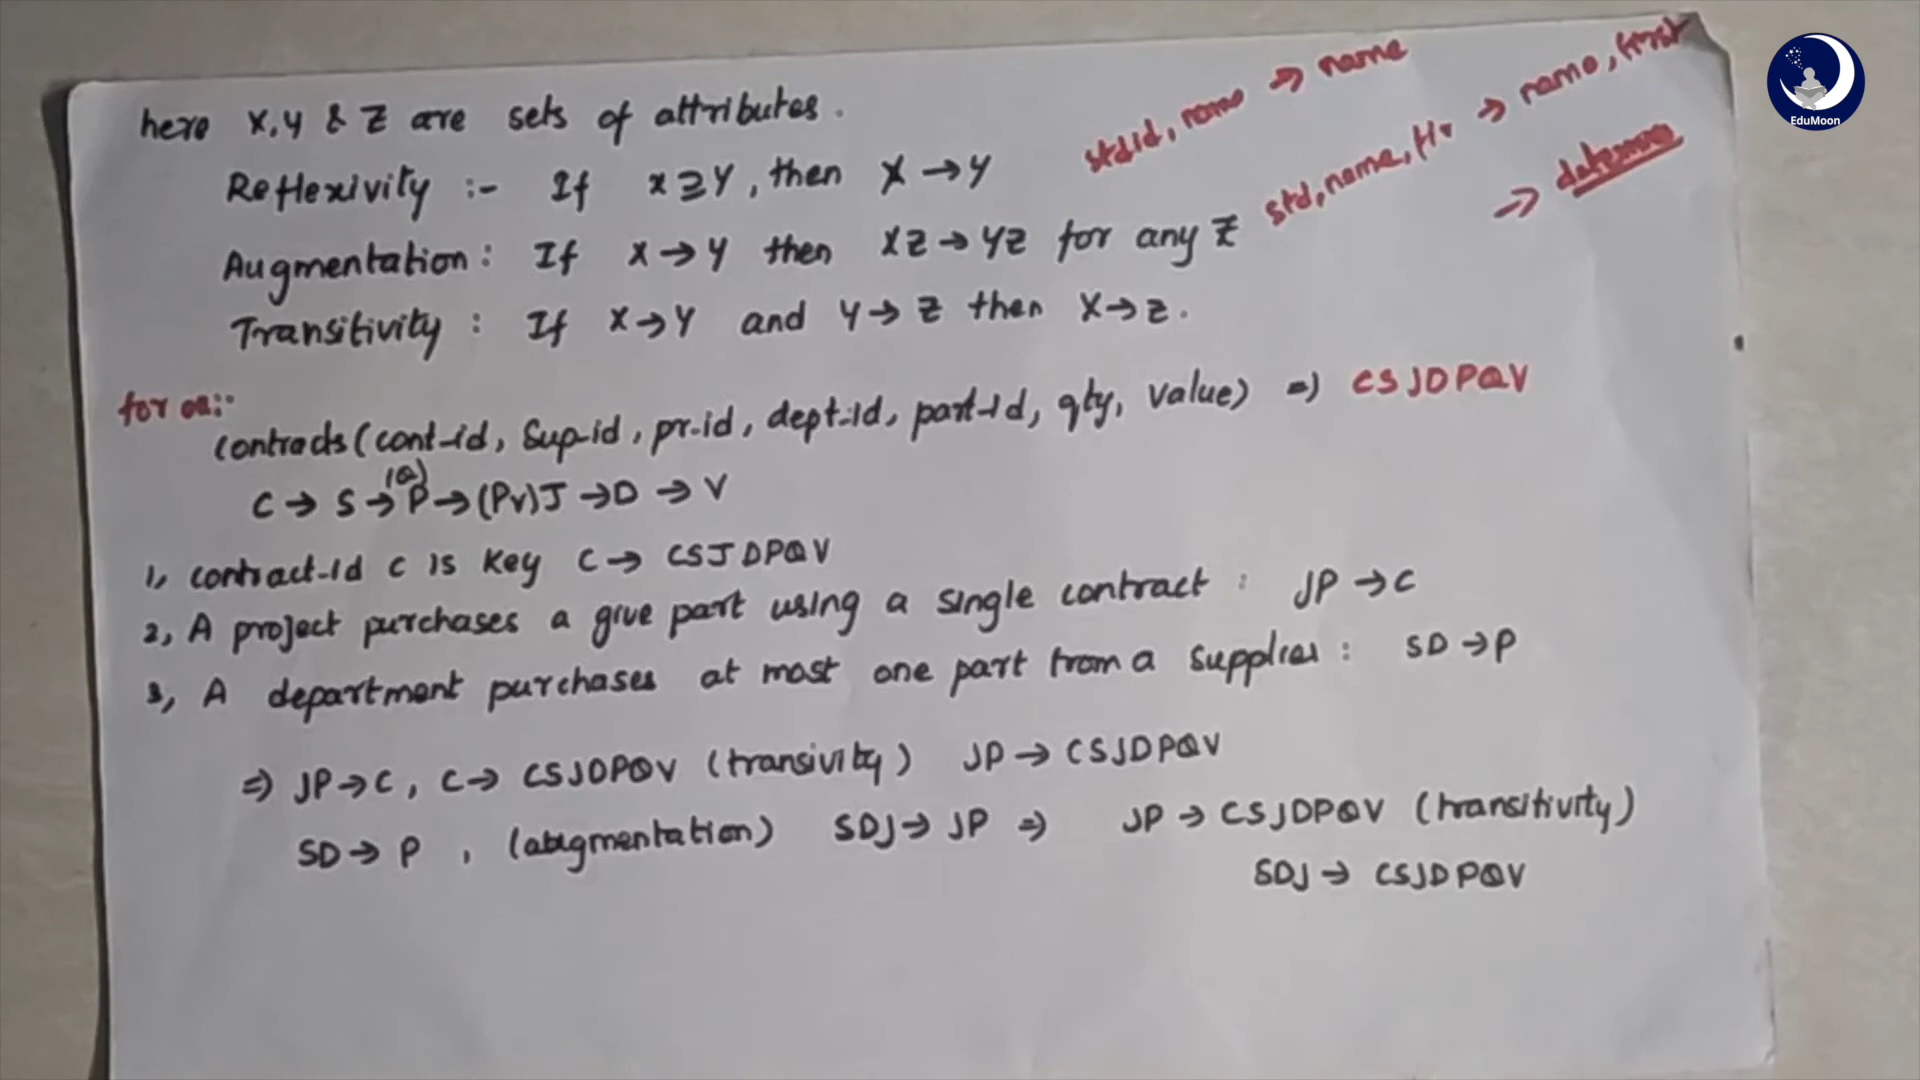 here X, Y & Z are sets of attributes.
Reflexivity :- If X ⊇ Y, then X → Y
stdid, name → name
Augmentation : If X → Y then XZ → YZ for any Z
std, name, Hr → name,
→
Transitivity : If X → Y and Y → Z then X → Z.
for
contracts (cont-id, Sup-id, pr-id, dept-id, part-id, qty, value) ⇒ CSJDPQV
C → S → P(Q) → (Pr)J → D → V
1, contract-id C is Key C → CSJDPQV
2, A project purchases a give part using a single contract : JP → C
3, A department purchases at most one part from a supplier : SD → P
⇒ JP → C, C → CSJDPQV (transivity) JP → CSJDPQV
SD → P , (augmentation) SDJ → JP ⇒ JP → CSJDPQV (transitivity)
SDJ → CSJDPQV
EduMoon